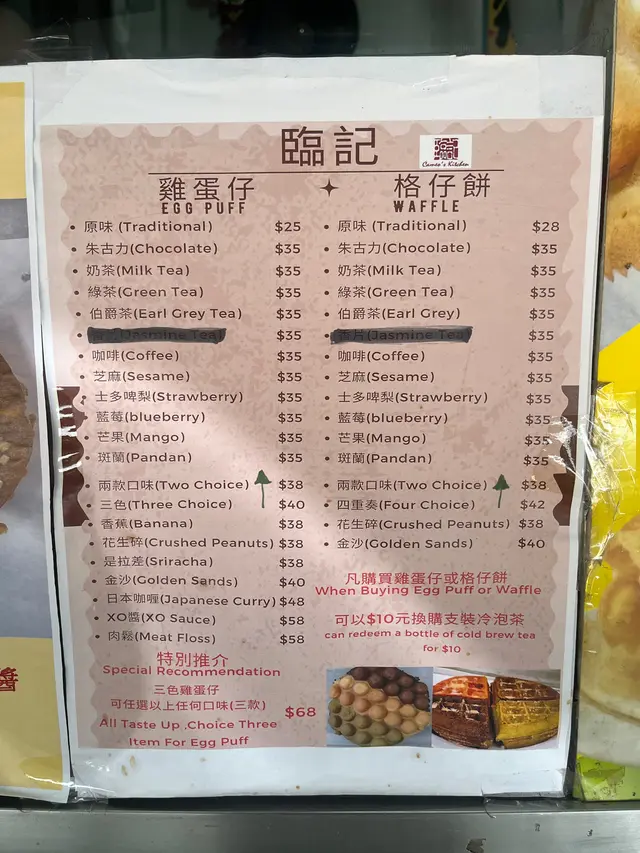 臨記
Cameo's Kitchen
雞蛋仔
EGG PUFF
原味 (Traditional) $25
朱古力(Chocolate) $35
奶茶(Milk Tea) $35
綠茶(Green Tea) $35
伯爵茶(Earl Grey Tea) $35
(Jasmine Tea) $35
咖啡(Coffee) $35
芝麻(Sesame) $35
士多啤梨(Strawberry) $35
藍莓(blueberry) $35
芒果(Mango) $35
斑蘭(Pandan) $35
兩款口味(Two Choice) $38
三色(Three Choice) $40
香蕉(Banana) $38
花生碎(Crushed Peanuts) $38
是拉差(Sriracha) $38
金沙(Golden Sands) $40
日本咖喱(Japanese Curry) $48
XO醬(XO Sauce) $58
肉鬆(Meat Floss) $58
特別推介
Special Recommendation
三色雞蛋仔
可任選以上任何口味(三款)
$68
All Taste Up ,Choice Three
Item For Egg Puff
格仔餅
WAFFLE
原味 (Traditional) $28
朱古力(Chocolate) $35
奶茶(Milk Tea) $35
綠茶(Green Tea) $35
伯爵茶(Earl Grey) $35
香片(Jasmine Tea) $35
咖啡(Coffee) $35
芝麻(Sesame) $35
士多啤梨(Strawberry) $35
藍莓(blueberry) $35
芒果(Mango) $35
斑蘭(Pandan) $35
兩款口味(Two Choice) $38
四重奏(Four Choice) $42
花生碎(Crushed Peanuts) $38
金沙(Golden Sands) $40
凡購買雞蛋仔或格仔餅
When Buying Egg Puff or Waffle
可以$10元換購支裝冷泡茶
can redeem a bottle of cold brew tea
for $10